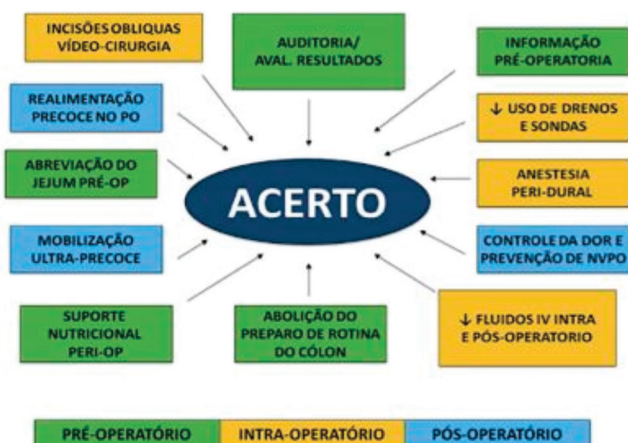 INCISÕES OBLIQUAS
VÍDEO-CIRURGIA
AUDITORIA/
AVAL. RESULTADOS
INFORMAÇÃO
PRÉ-OPERATORIA
REALIMENTAÇÃO
PRECOCE NO PO
↓ USO DE DRENOS
E SONDAS
ABREVIAÇÃO DO
JEJUM PRÉ-OP
ACERTO
ANESTESIA
PERI-DURAL
MOBILIZAÇÃO
ULTRA-PRECOCE
CONTROLE DA DOR E
PREVENÇÃO DE NVPO
SUPORTE
NUTRICIONAL
PERI-OP
ABOLIÇÃO DO
PREPARO DE ROTINA
DO CÓLON
↓ FLUIDOS IV INTRA
E PÓS-OPERATORIO
PRÉ-OPERATÓRIO
INTRA-OPERATÓRIO
PÓS-OPERATÓRIO